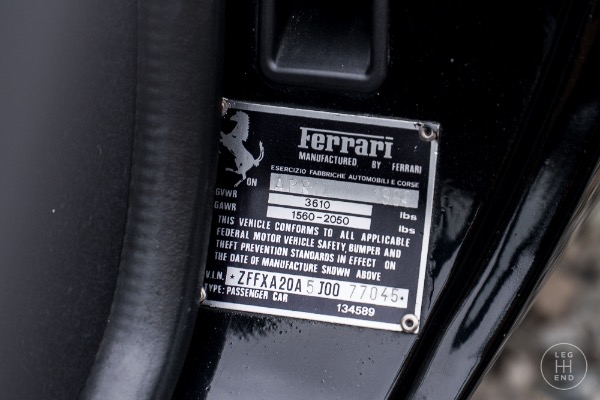 Ferrari
MANUFACTURED BY FERRARI
ESERCIZIO FABBRICHE AUTOMOBILI E CORSE
ON
GVWR 3610 lbs
GAWR 1560-2050 lbs
THIS VEHICLE CONFORMS TO ALL APPLICABLE
FEDERAL MOTOR VEHICLE SAFETY, BUMPER AND
THEFT PREVENTION STANDARDS IN EFFECT ON
THE DATE OF MANUFACTURE SHOWN ABOVE
V.I.N. * ZFFXA20A5J0077045 *
TYPE: PASSENGER CAR 134589
LEG
HH
END